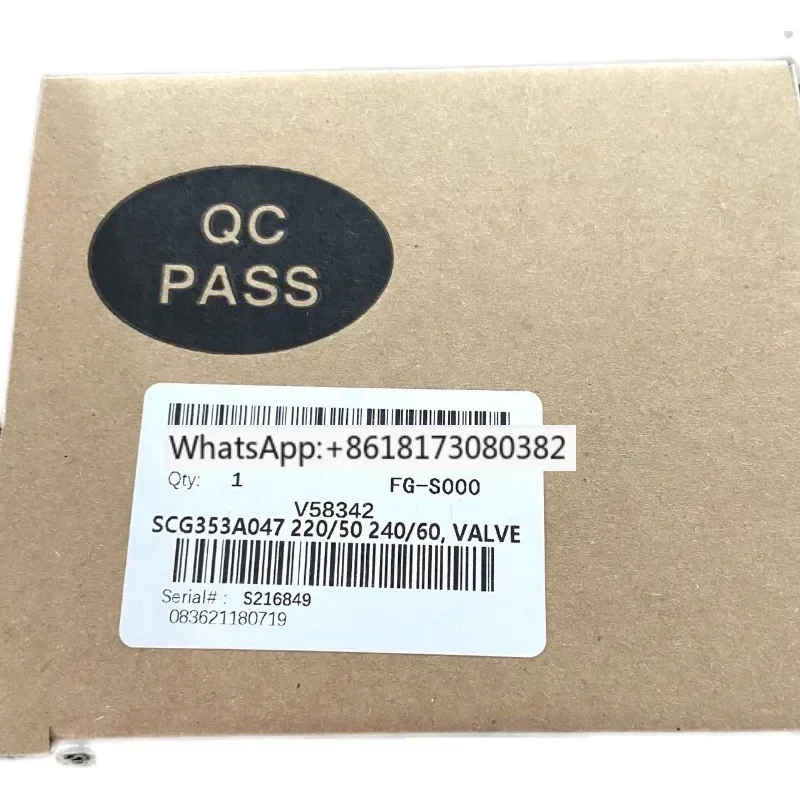 QC
PASS
WhatsApp:+8618173080382
Qty: 1 FG-S000
V58342
SCG353A047 220/50 240/60, VALVE
Serial# : S216849
083621180719